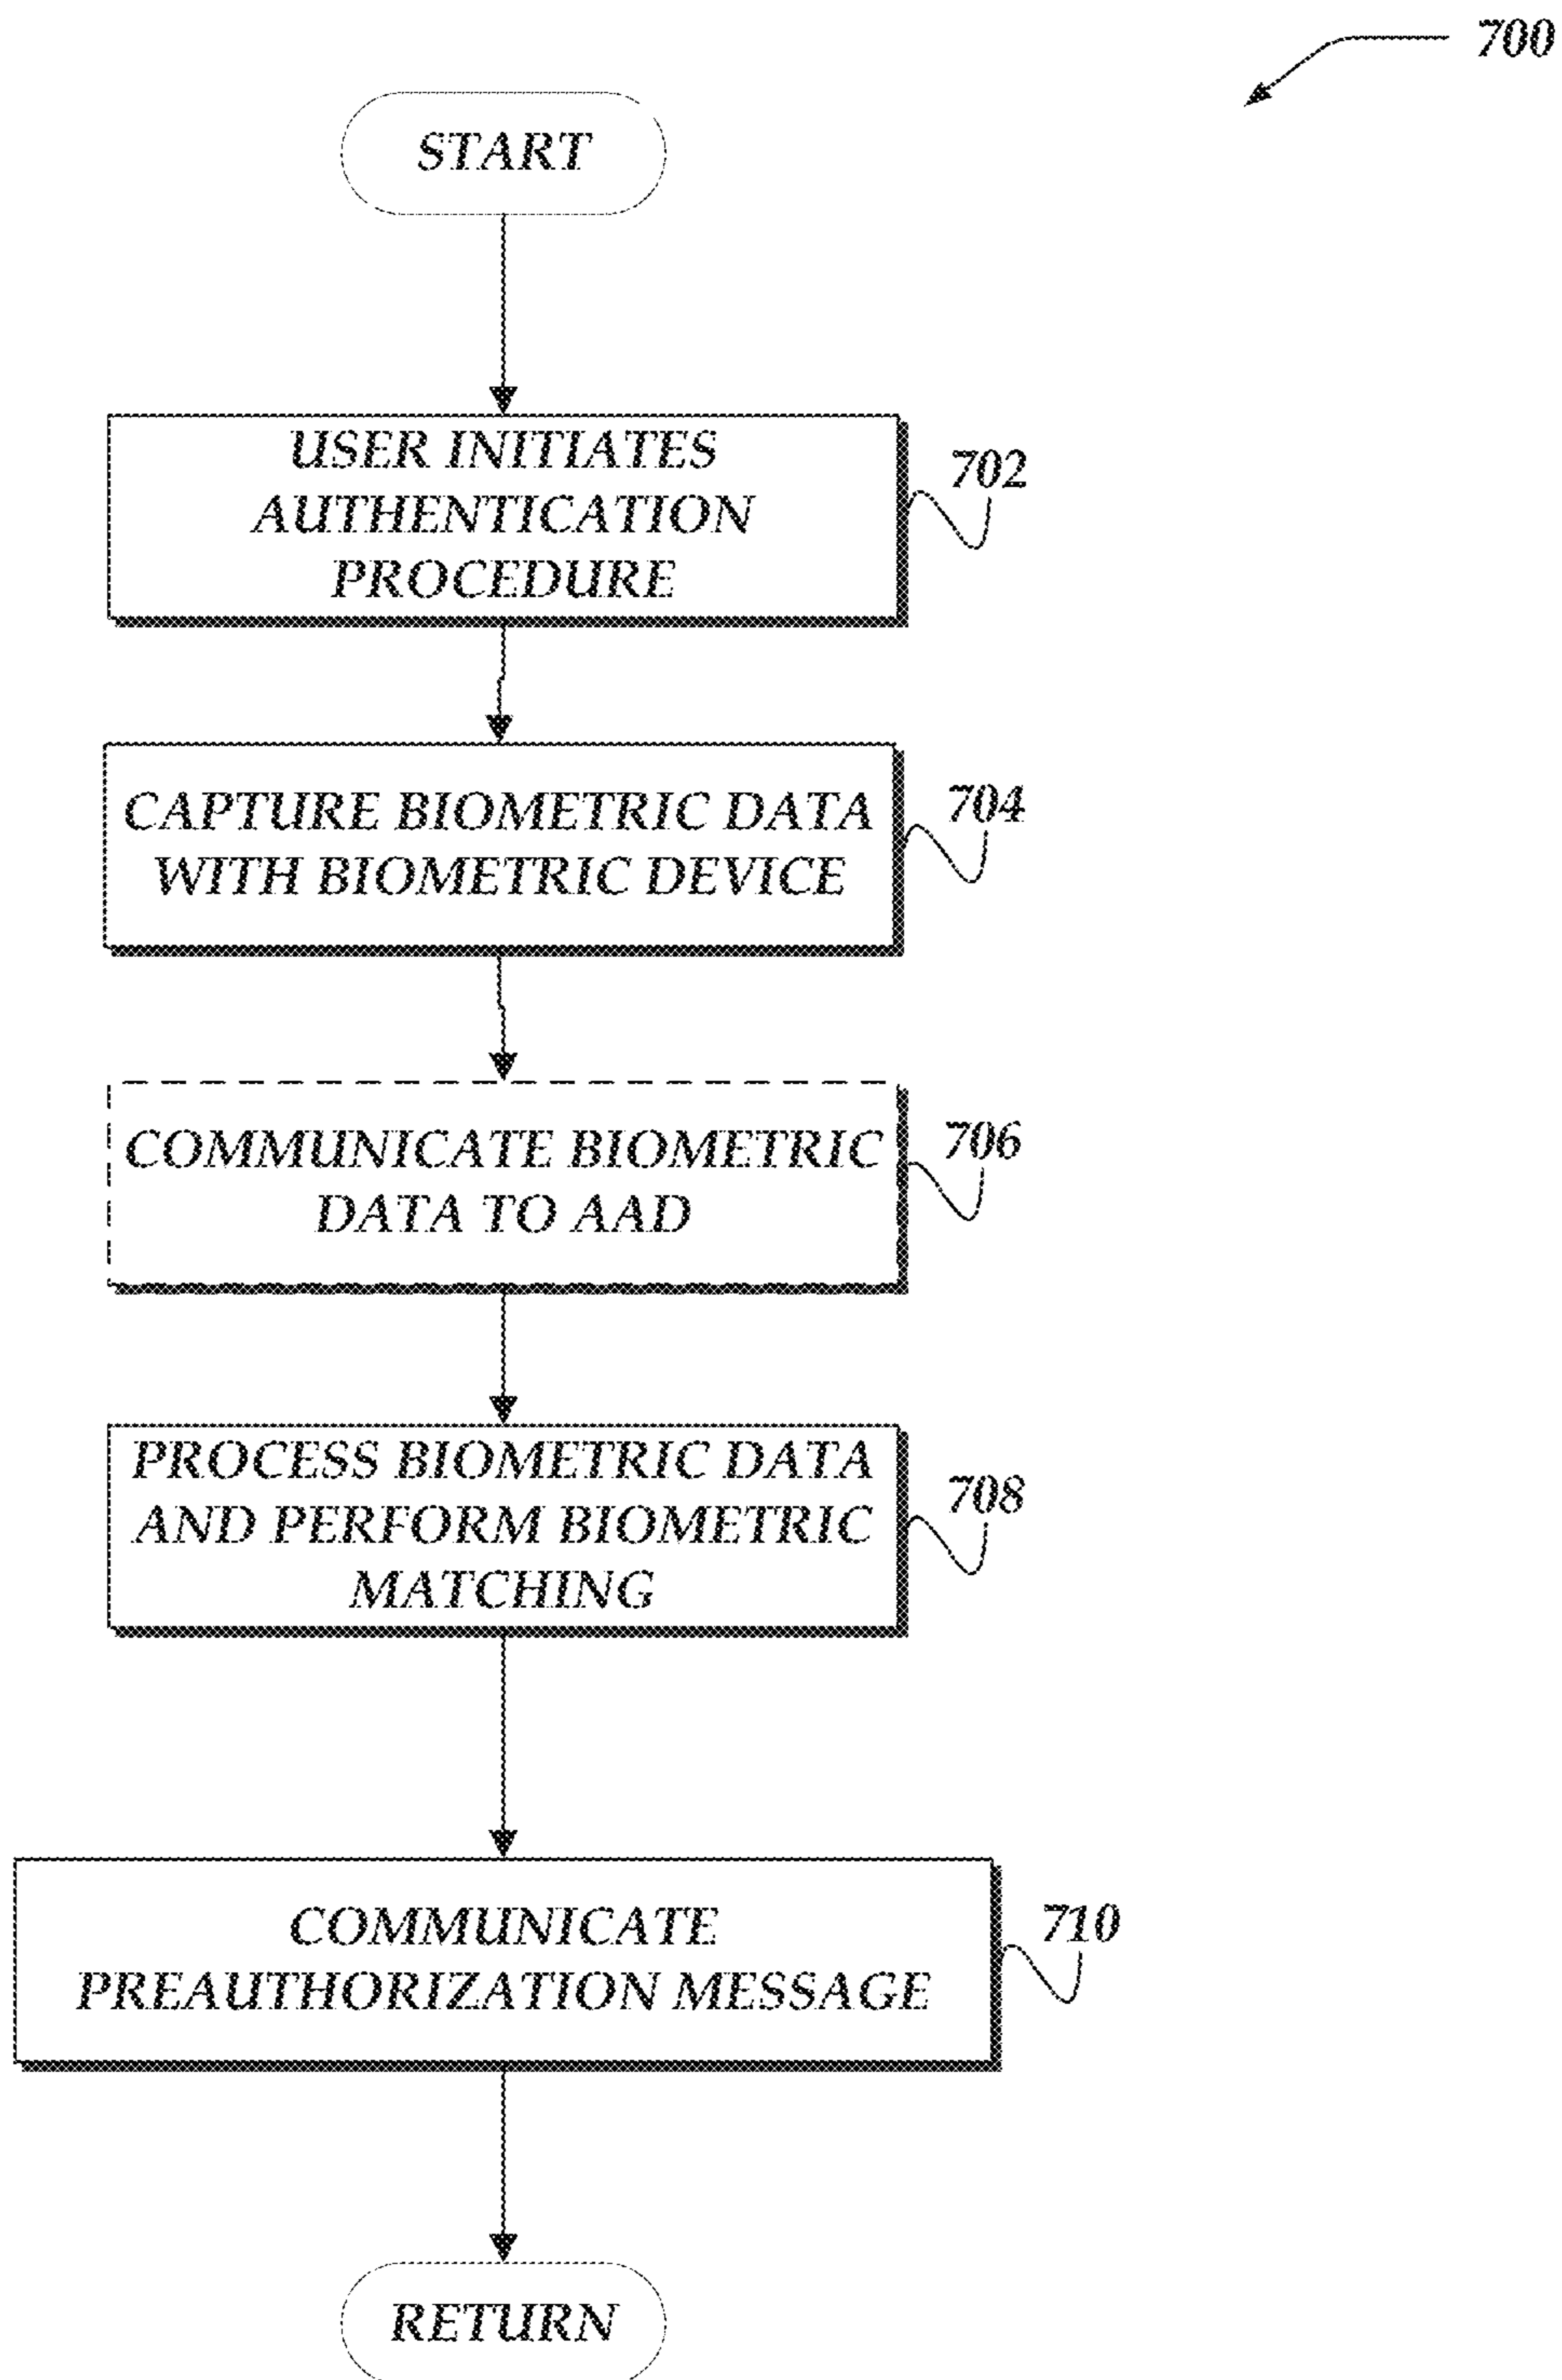 700
START
USER INITIATES
AUTHENTICATION
PROCEDURE
702
CAPTURE BIOMETRIC DATA
WITH BIOMETRIC DEVICE
704
COMMUNICATE BIOMETRIC
DATA TO AAD
706
PROCESS BIOMETRIC DATA
AND PERFORM BIOMETRIC
MATCHING
708
COMMUNICATE
PREAUTHORIZATION MESSAGE
710
RETURN